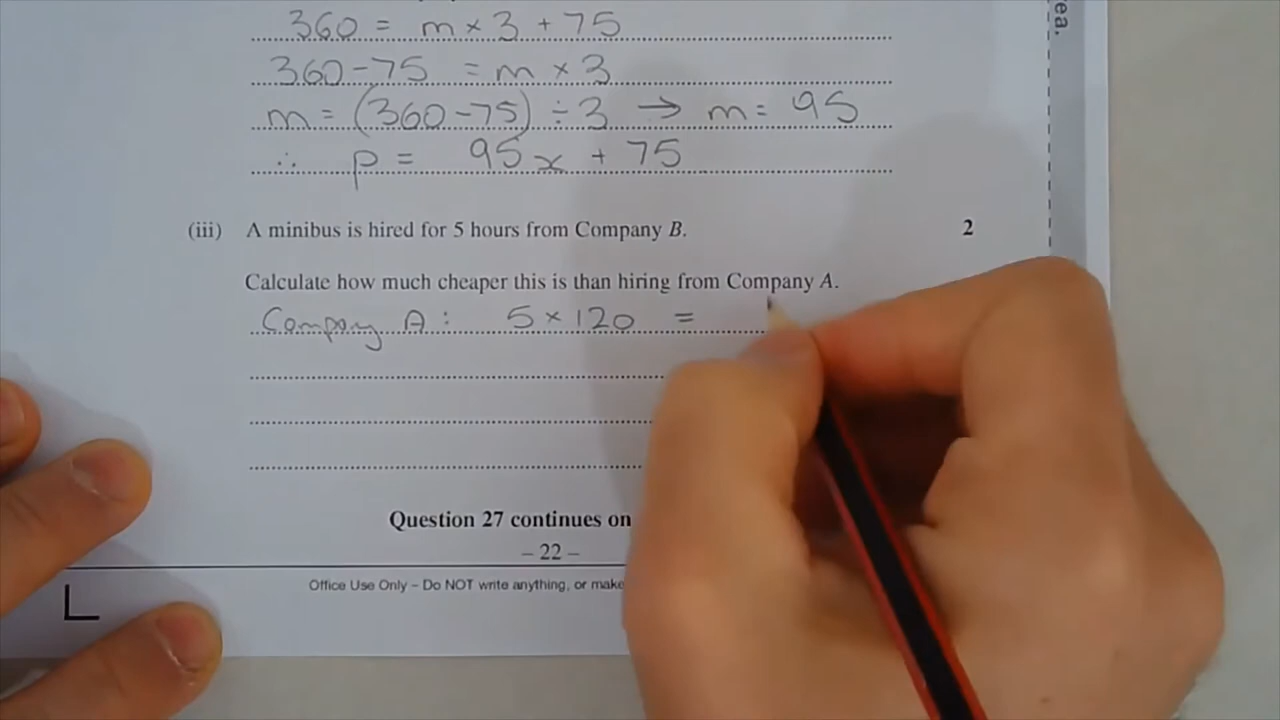 360 = m × 3 + 75
360-75 = m × 3
m = (360-75) ÷ 3 → m = 95
∴ p = 95x + 75
(iii) A minibus is hired for 5 hours from Company B. 2
Calculate how much cheaper this is than hiring from Company A.
Company A : 5 × 120 =
Question 27 continues on
– 22 –
Office Use Only – Do NOT write anything, or make